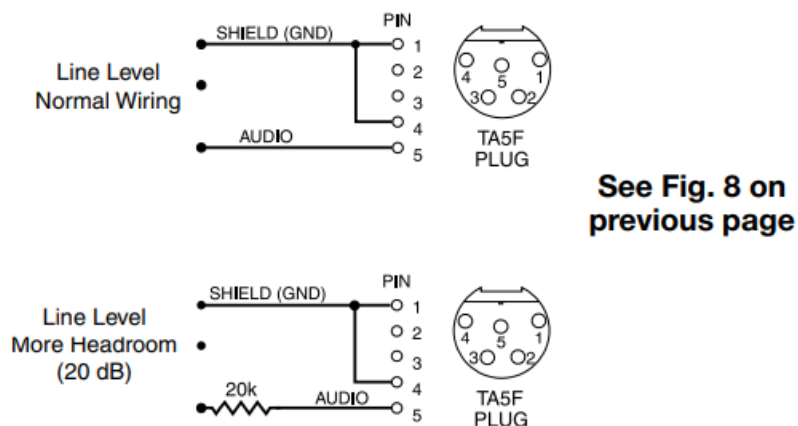 PIN
SHIELD (GND)
1
2
3
4
5
AUDIO
Line Level
Normal Wiring
4
5
1
3
2
TA5F
PLUG
See Fig. 8 on
previous page
PIN
SHIELD (GND)
1
2
3
4
5
20k
AUDIO
Line Level
More Headroom
(20 dB)
4
5
1
3
2
TA5F
PLUG